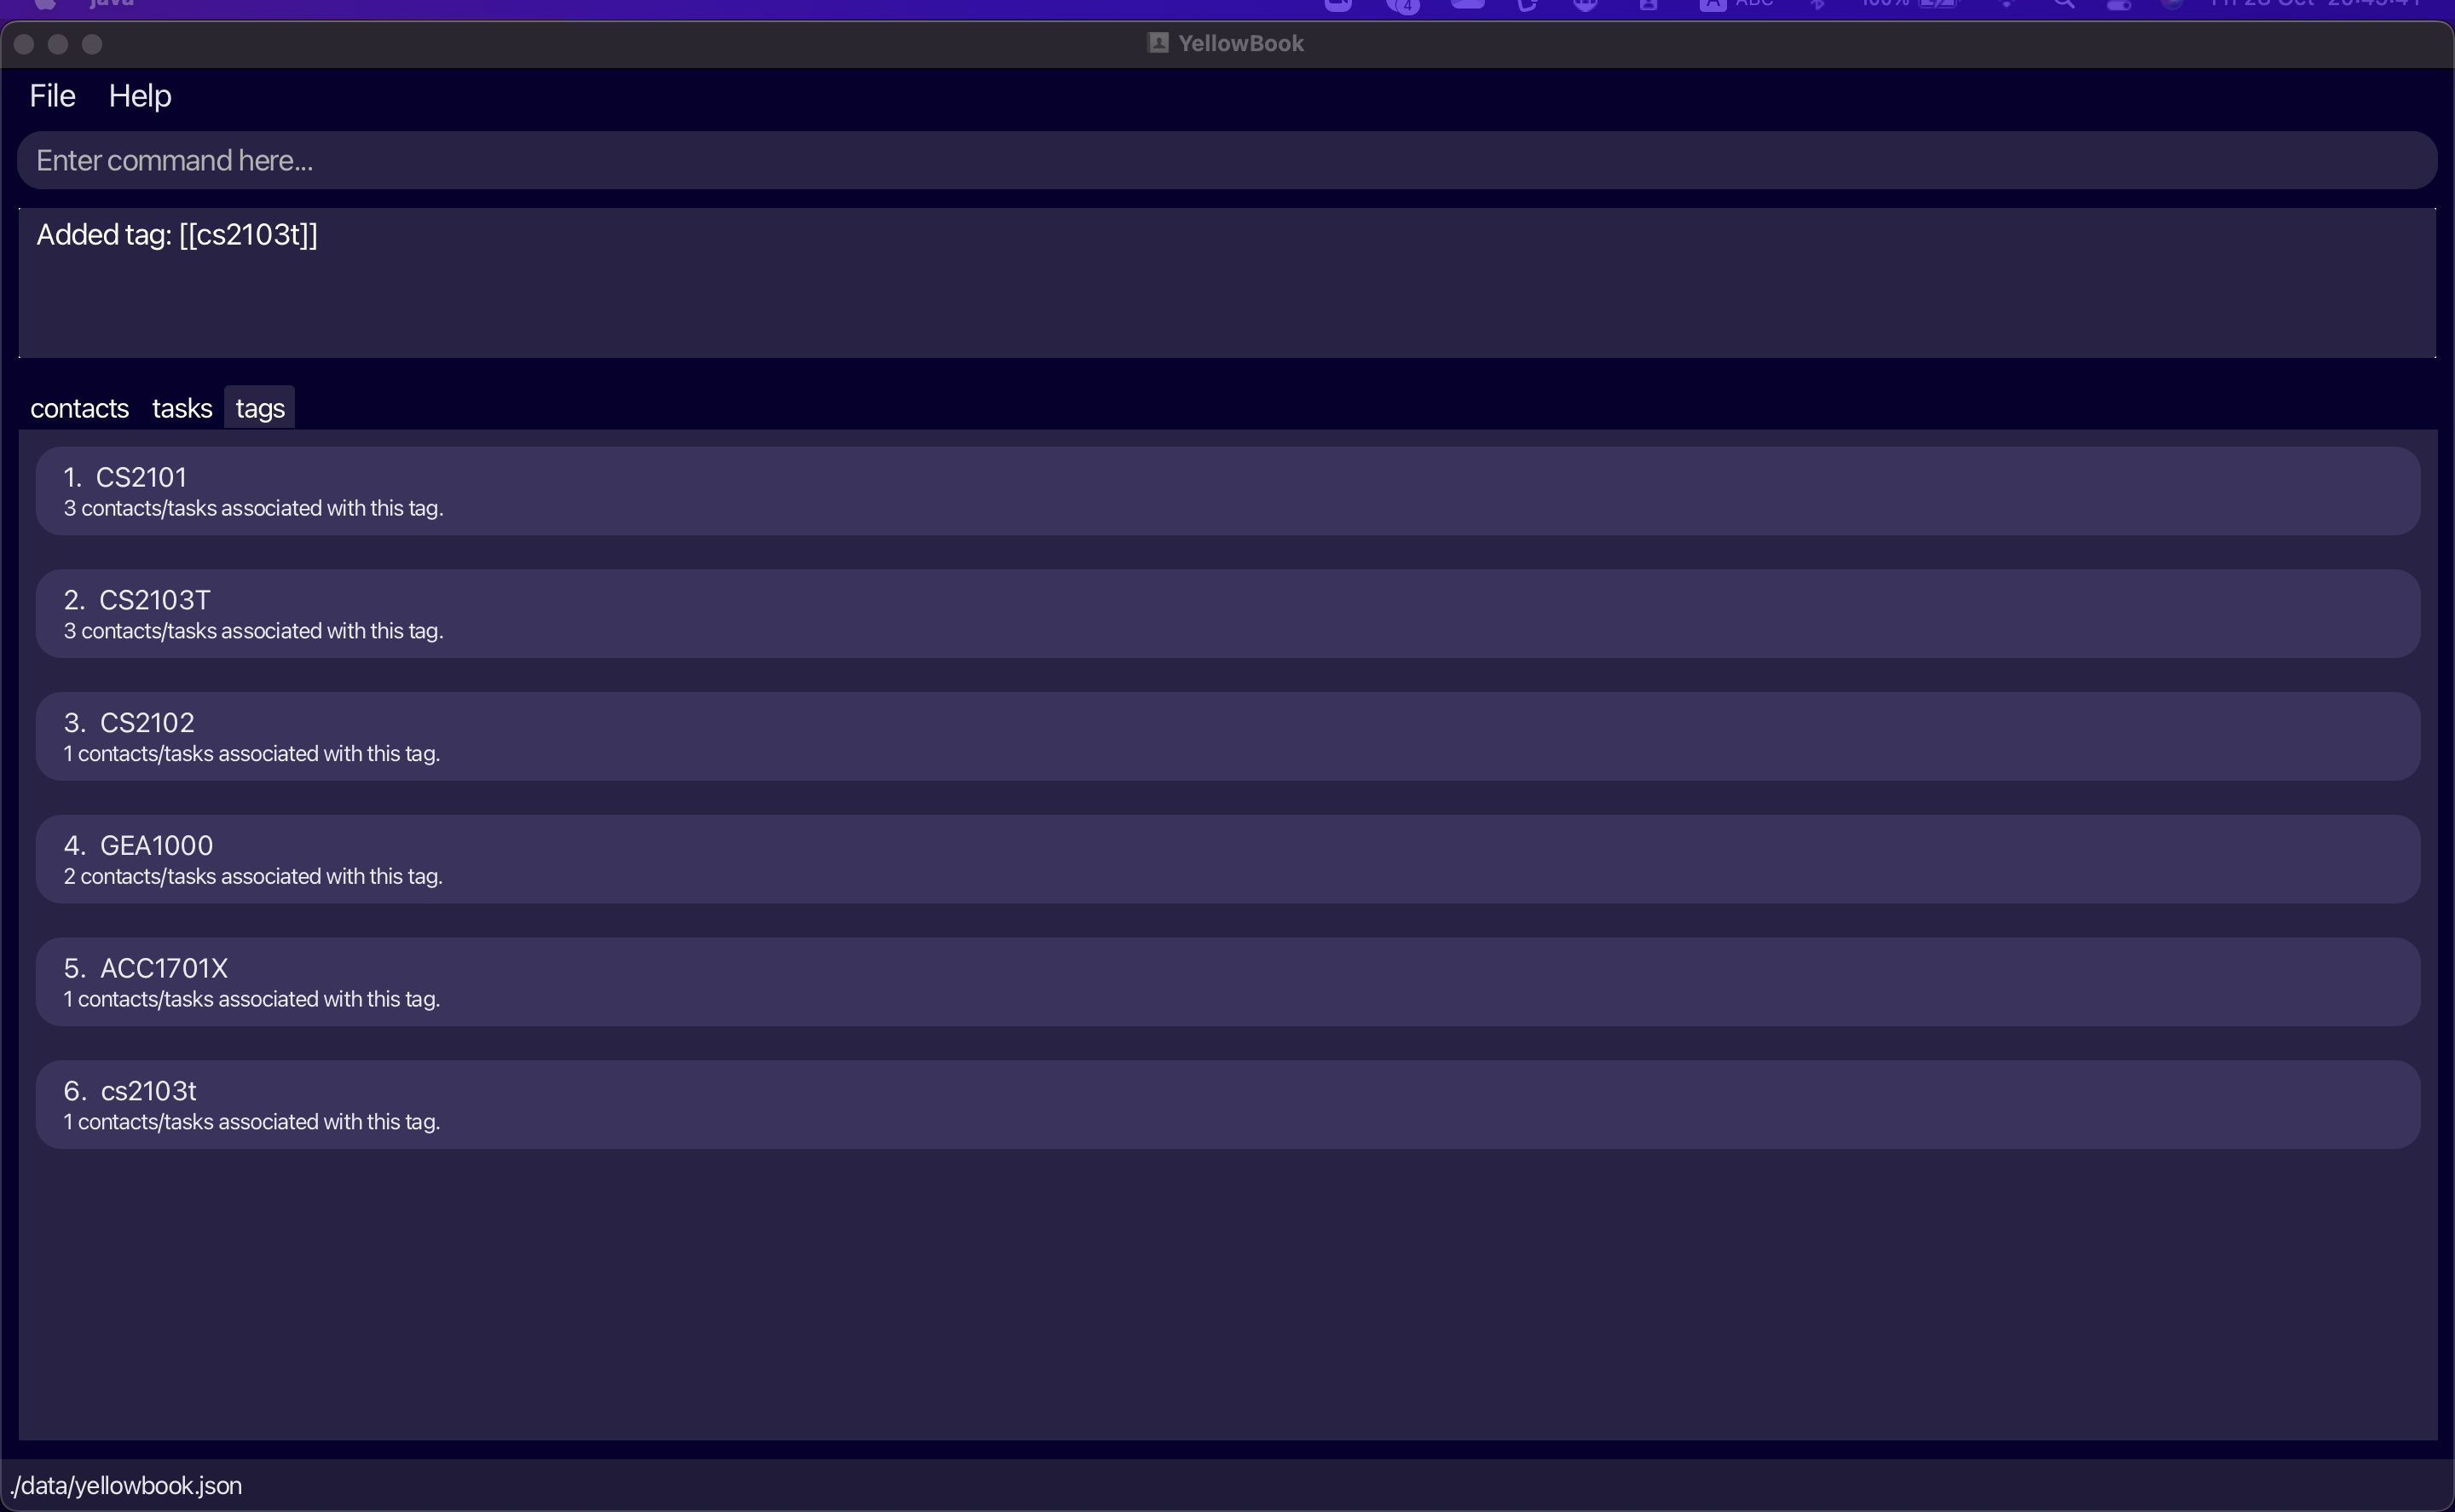 YellowBook
File Help
Enter command here...
Added tag: [[cs2103t]]
contacts tasks tags
1. CS2101
3 contacts/tasks associated with this tag.
2. CS2103T
3 contacts/tasks associated with this tag.
3. CS2102
1 contacts/tasks associated with this tag.
4. GEA1000
2 contacts/tasks associated with this tag.
5. ACC1701X
1 contacts/tasks associated with this tag.
6. cs2103t
1 contacts/tasks associated with this tag.
./data/yellowbook.json